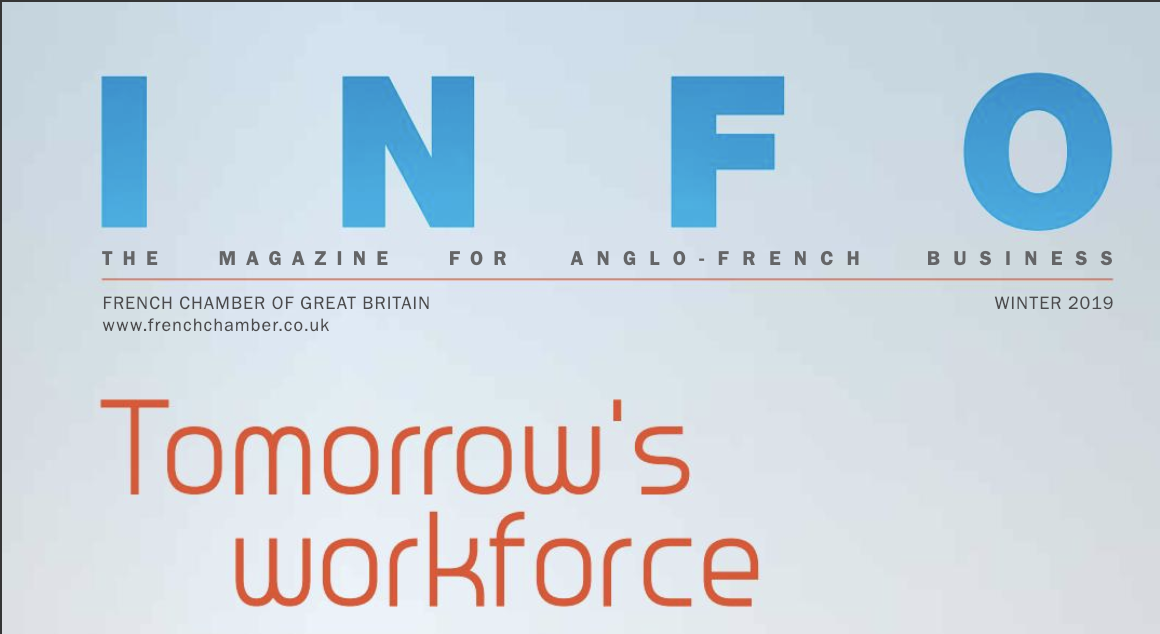 INFO
THE MAGAZINE FOR ANGLO-FRENCH BUSINESS
FRENCH CHAMBER OF GREAT BRITAIN
WINTER 2019
www.frenchchamber.co.uk
Tomorrow's
workforce